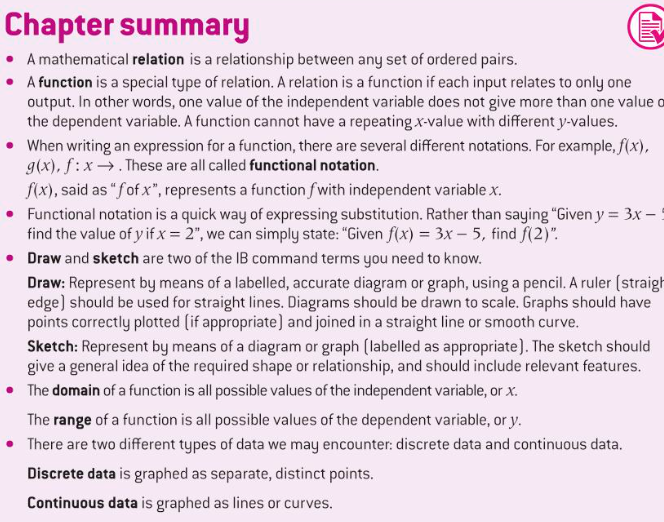 Chapter summary
• A mathematical relation is a relationship between any set of ordered pairs.
• A function is a special type of relation. A relation is a function if each input relates to only one
output. In other words, one value of the independent variable does not give more than one value
the dependent variable. A function cannot have a repeating x-value with different y-values.
• When writing an expression for a function, there are several different notations. For example, f(x),
g(x), f : x → . These are all called functional notation.
f(x), said as “f of x”, represents a function f with independent variable x.
• Functional notation is a quick way of expressing substitution. Rather than saying “Given y = 3x –
find the value of y if x = 2”, we can simply state: “Given f(x) = 3x – 5, find f(2)”.
• Draw and sketch are two of the IB command terms you need to know.
Draw: Represent by means of a labelled, accurate diagram or graph, using a pencil. A ruler (straigh
edge) should be used for straight lines. Diagrams should be drawn to scale. Graphs should have
points correctly plotted (if appropriate) and joined in a straight line or smooth curve.
Sketch: Represent by means of a diagram or graph (labelled as appropriate). The sketch should
give a general idea of the required shape or relationship, and should include relevant features.
• The domain of a function is all possible values of the independent variable, or x.
The range of a function is all possible values of the dependent variable, or y.
• There are two different types of data we may encounter: discrete data and continuous data.
Discrete data is graphed as separate, distinct points.
Continuous data is graphed as lines or curves.